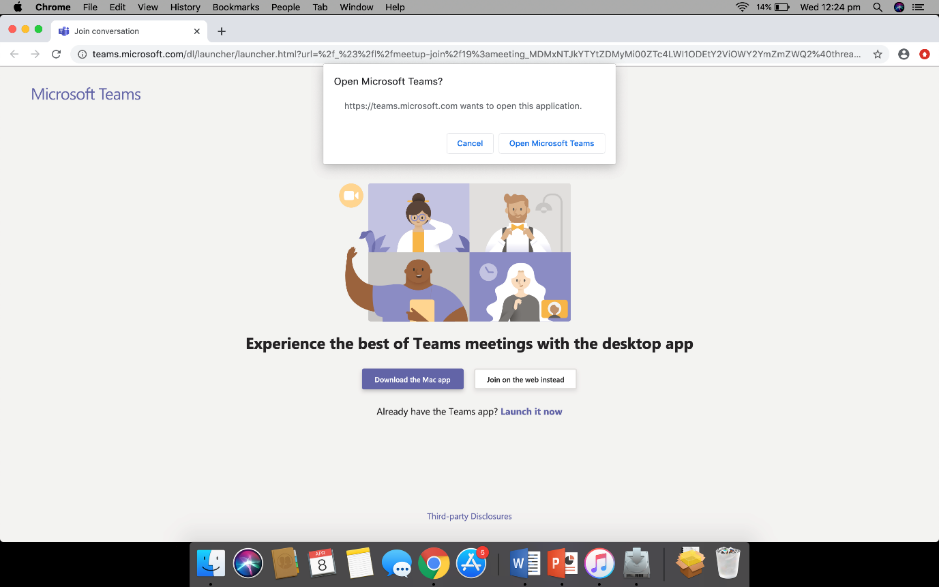 Chrome File Edit View History Bookmarks People Tab Window Help 14% Wed 12:24 pm
Join conversation
teams.microsoft.com/dl/launcher/launcher.html?url=%2f_%23%2fl%2fmeetup-join%2f19%3ameeting_MDMxNTJkYTYtZDMyMi00ZTc4LWI1ODEtY2ViOWY2YmZmZWQ2%40threa...
Open Microsoft Teams?
Microsoft Teams
https://teams.microsoft.com wants to open this application.
Cancel Open Microsoft Teams
Experience the best of Teams meetings with the desktop app
Download the Mac app Join on the web instead
Already have the Teams app? Launch it now
Third-party Disclosures
APR
8
5
W
P